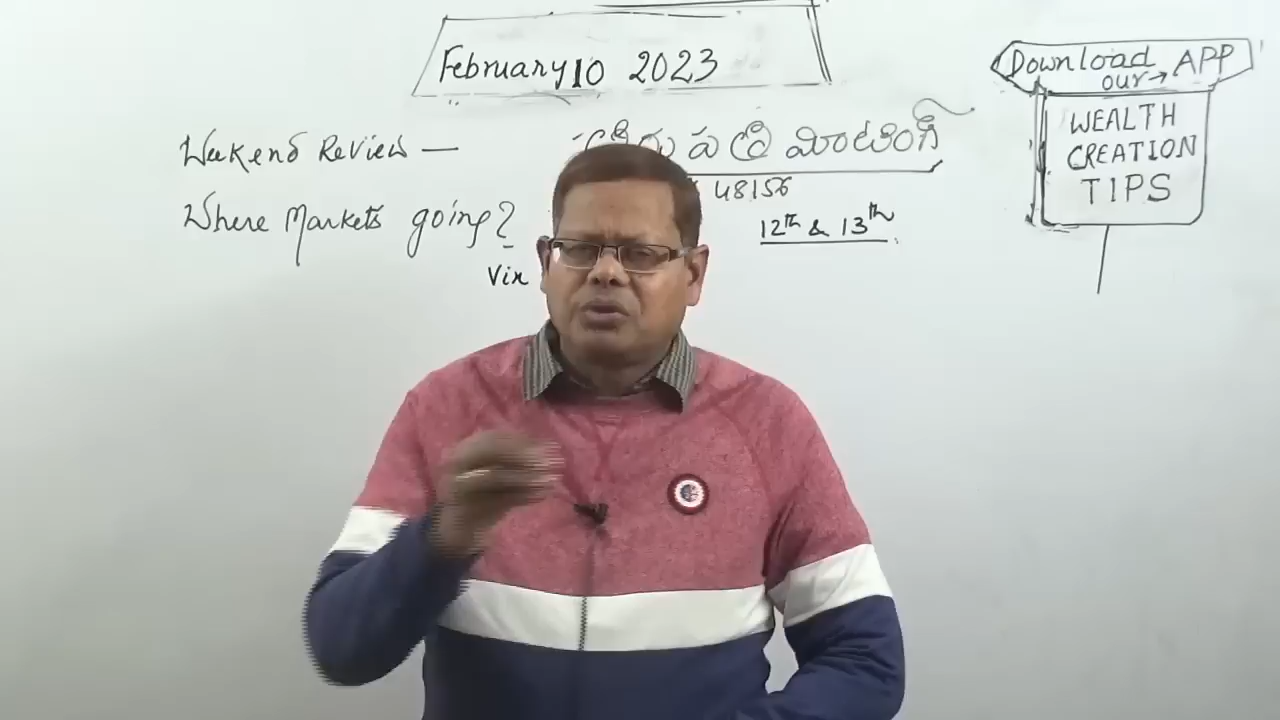 February 10 2023
Download
our → APP
WEALTH
CREATION
TIPS
Weekend Review —
Where Markets going?
Vix
మీటింగ్
48156
12th & 13th